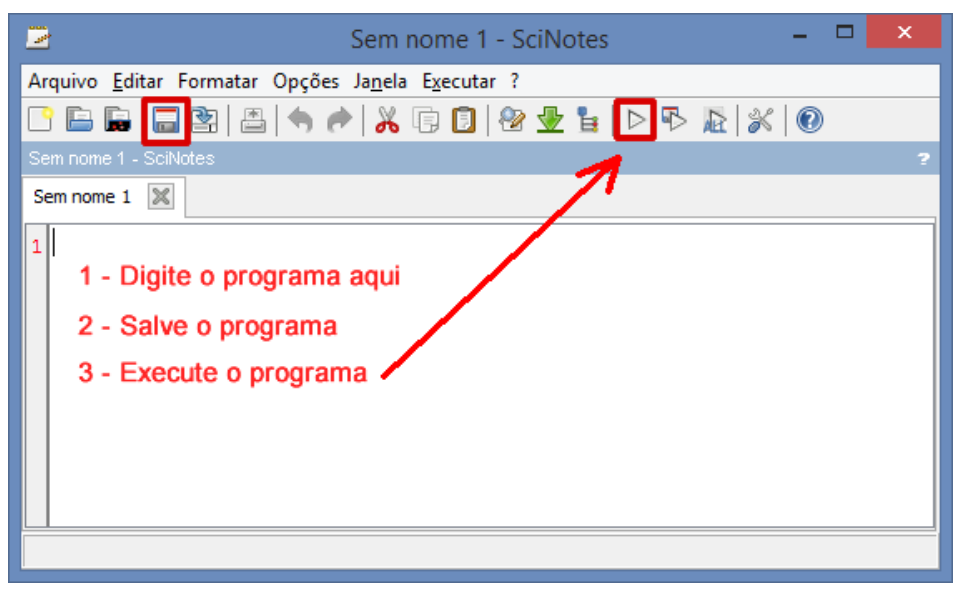 Sem nome 1 - SciNotes
Arquivo Editar Formatar Opções Janela Executar ?
Sem nome 1 - SciNotes ?
Sem nome 1
1
1 - Digite o programa aqui
2 - Salve o programa
3 - Execute o programa